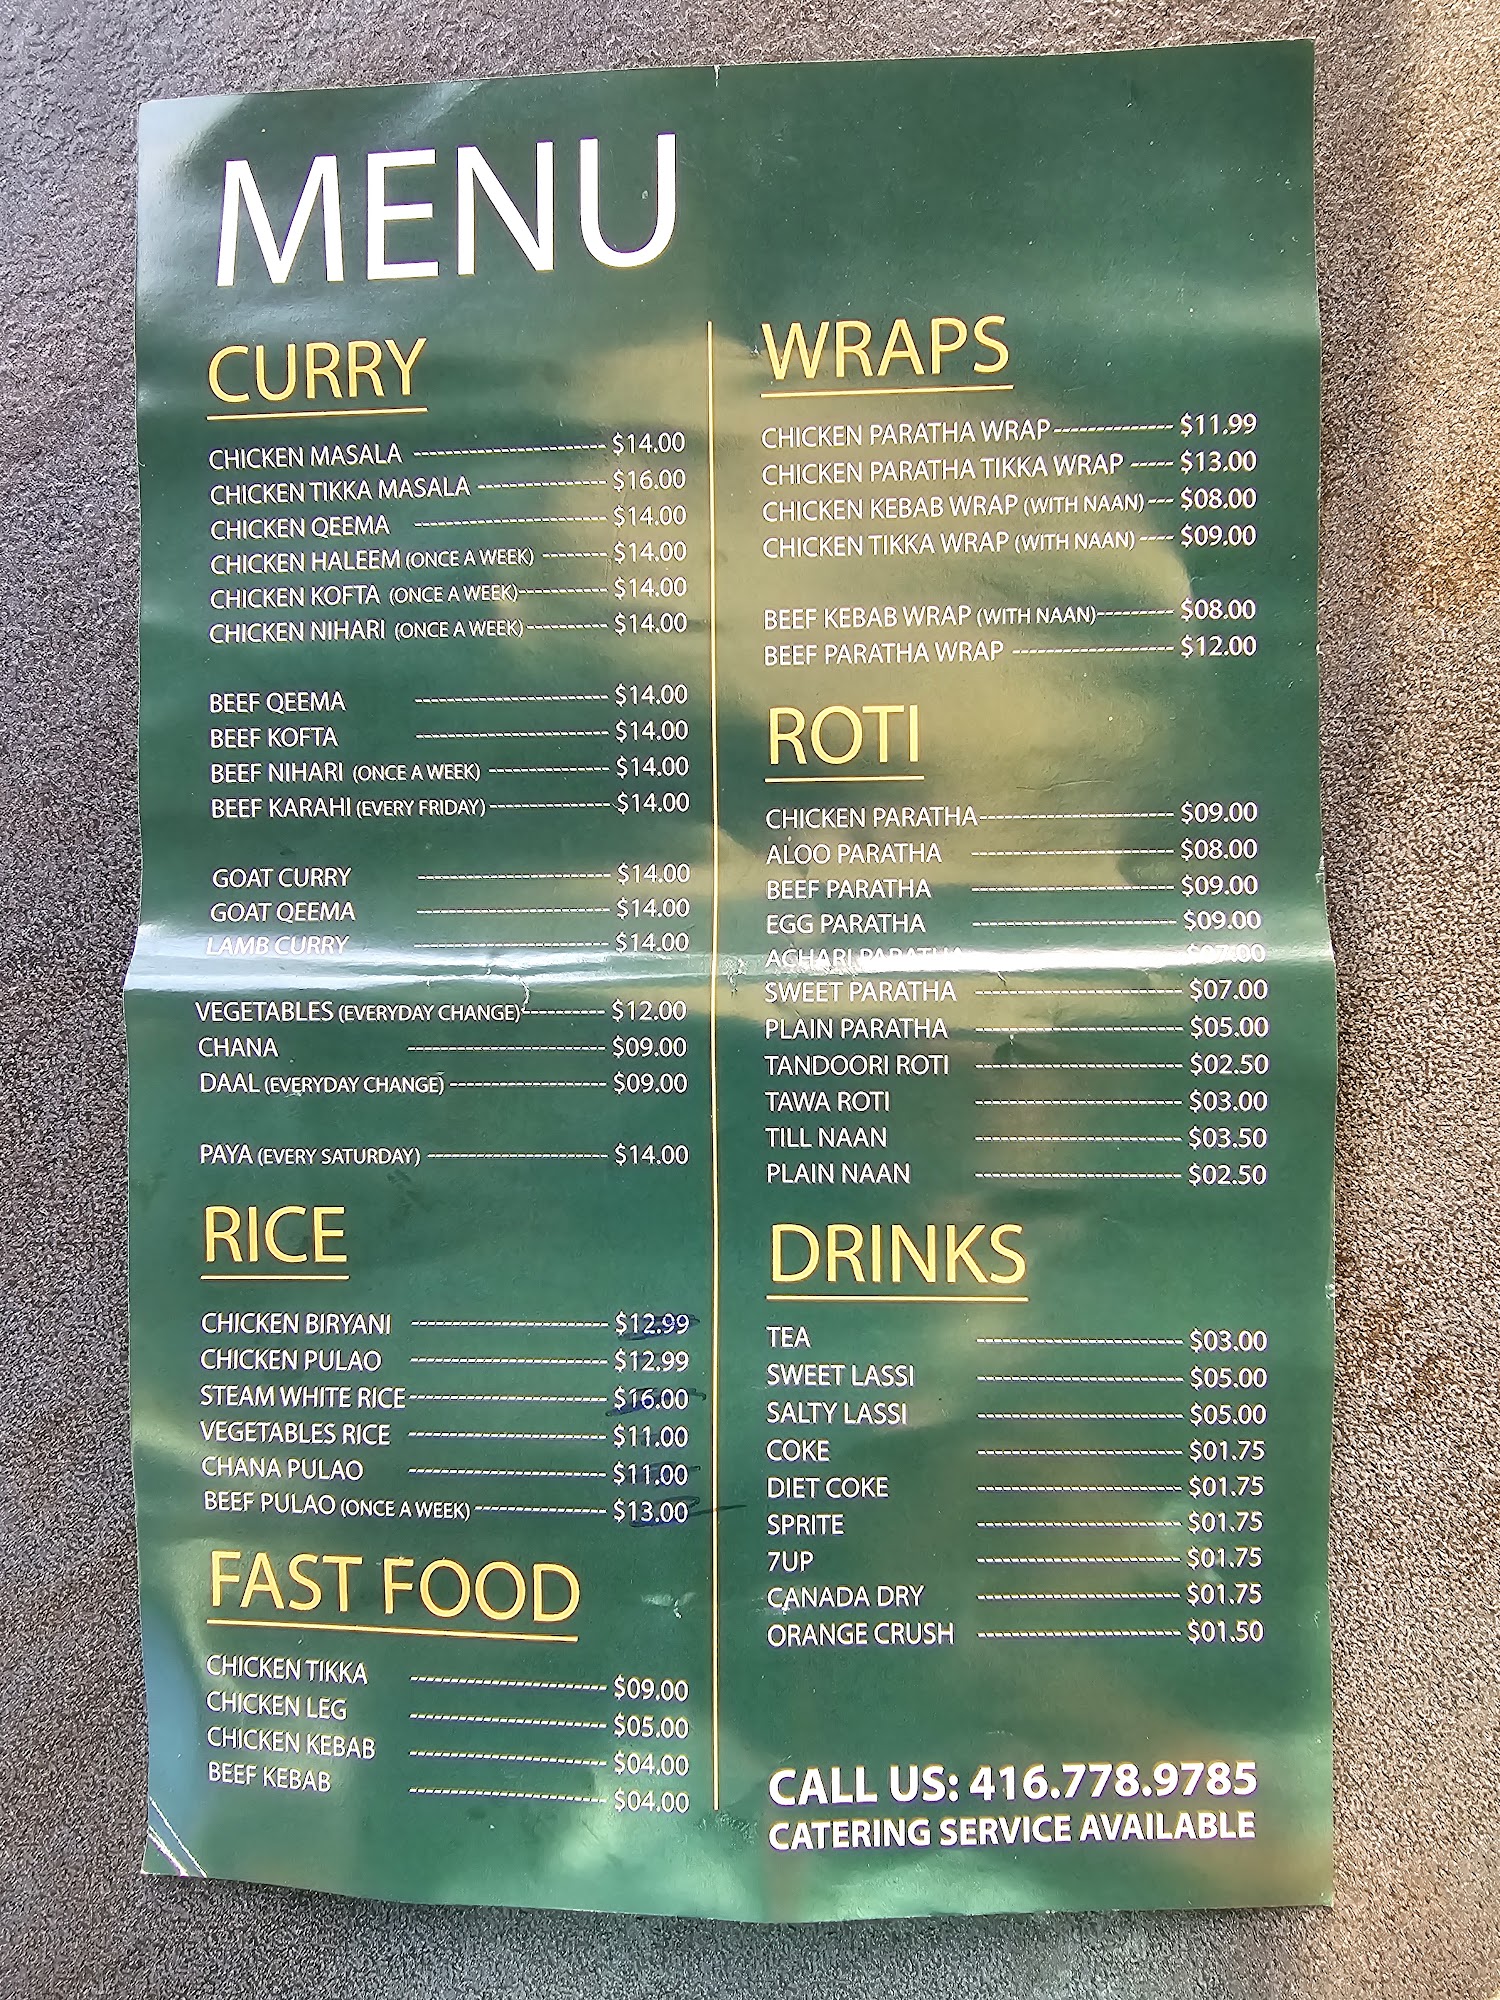 MENU
CURRY
CHICKEN MASALA ---------------------- $14.00
CHICKEN TIKKA MASALA --------------- $16.00
CHICKEN QEEMA ---------------------- $14.00
CHICKEN HALEEM (ONCE A WEEK) -------- $14.00
CHICKEN KOFTA (ONCE A WEEK)---------- $14.00
CHICKEN NIHARI (ONCE A WEEK) --------- $14.00
BEEF QEEMA ---------------------- $14.00
BEEF KOFTA ---------------------- $14.00
BEEF NIHARI (ONCE A WEEK) -------------- $14.00
BEEF KARAHI (EVERY FRIDAY) -------------- $14.00
GOAT CURRY ---------------------- $14.00
GOAT QEEMA ---------------------- $14.00
LAMB CURRY ---------------------- $14.00
VEGETABLES (EVERYDAY CHANGE)---------- $12.00
CHANA ----------------------- $09.00
DAAL (EVERYDAY CHANGE) ------------------ $09.00
PAYA (EVERY SATURDAY) --------------------- $14.00
RICE
CHICKEN BIRYANI ----------------------- $12.99
CHICKEN PULAO ----------------------- $12.99
STEAM WHITE RICE ----------------------- $16.00
VEGETABLES RICE ----------------------- $11.00
CHANA PULAO ----------------------- $11.00
BEEF PULAO (ONCE A WEEK) --------------- $13.00
FAST FOOD
CHICKEN TIKKA ----------------------- $09.00
CHICKEN LEG ----------------------- $05.00
CHICKEN KEBAB ----------------------- $04.00
BEEF KEBAB ----------------------- $04.00
WRAPS
CHICKEN PARATHA WRAP-------------- $11.99
CHICKEN PARATHA TIKKA WRAP ----- $13.00
CHICKEN KEBAB WRAP (WITH NAAN) --- $08.00
CHICKEN TIKKA WRAP (WITH NAAN) ---- $09.00
BEEF KEBAB WRAP (WITH NAAN)--------- $08.00
BEEF PARATHA WRAP ------------------- $12.00
ROTI
CHICKEN PARATHA----------------------- $09.00
ALOO PARATHA ------------------------ $08.00
BEEF PARATHA ------------------------ $09.00
EGG PARATHA ------------------------ $09.00
ACHARI PARATHA $07.00
SWEET PARATHA ------------------------ $07.00
PLAIN PARATHA ------------------------ $05.00
TANDOORI ROTI ------------------------ $02.50
TAWA ROTI ------------------------ $03.00
TILL NAAN ------------------------ $03.50
PLAIN NAAN ------------------------ $02.50
DRINKS
TEA ------------------------ $03.00
SWEET LASSI ------------------------ $05.00
SALTY LASSI ------------------------ $05.00
COKE ------------------------ $01.75
DIET COKE ------------------------ $01.75
SPRITE ------------------------ $01.75
7UP ------------------------ $01.75
CANADA DRY ------------------------ $01.75
ORANGE CRUSH ------------------------ $01.50
CALL US: 416.778.9785
CATERING SERVICE AVAILABLE